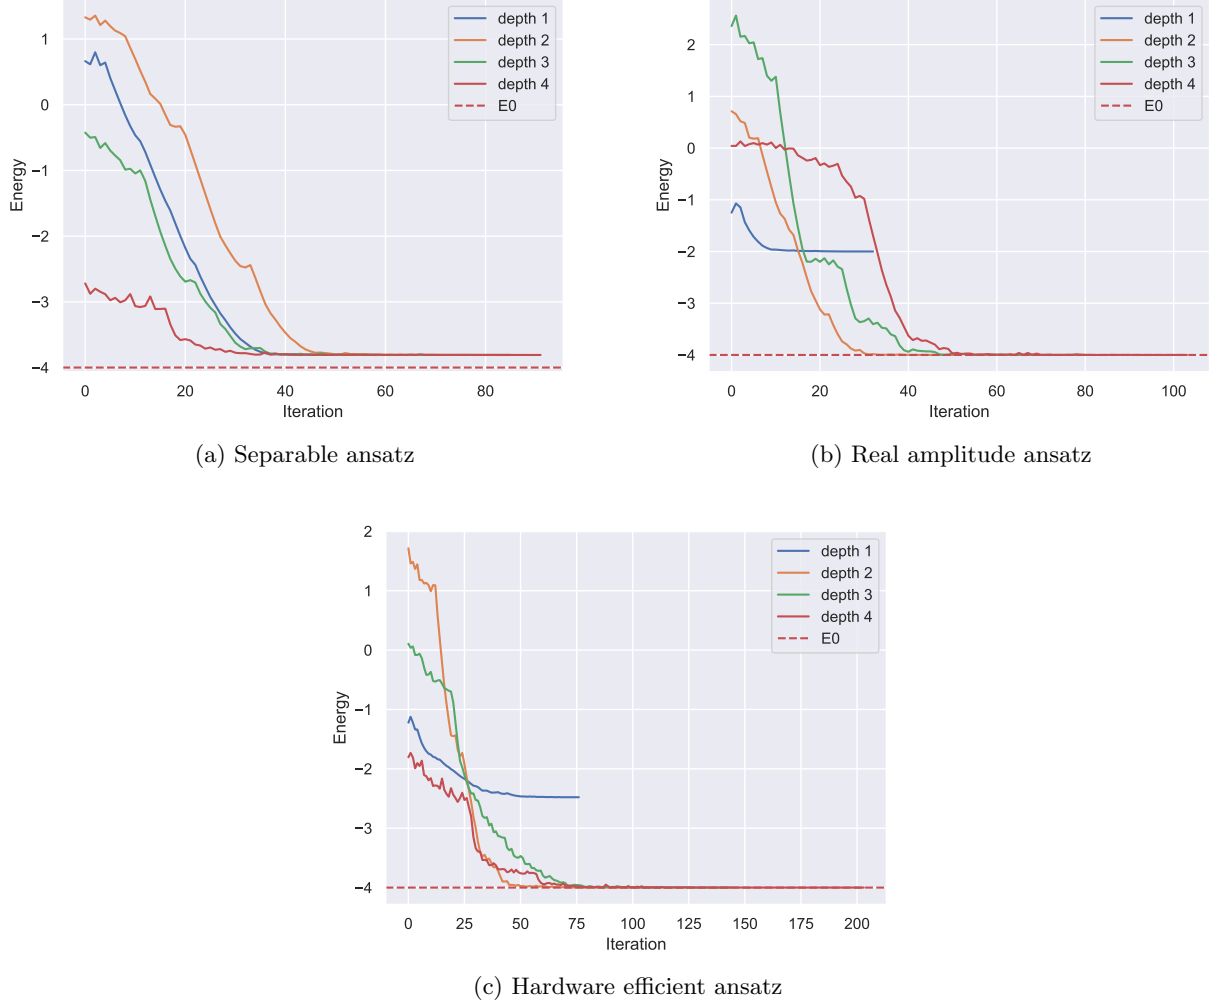 1
0
−1
−2
−3
−4
Energy
0
20
40
60
80
Iteration
depth 1
depth 2
depth 3
depth 4
E0
(a) Separable ansatz
2
1
0
−1
−2
−3
−4
Energy
0
20
40
60
80
100
Iteration
depth 1
depth 2
depth 3
depth 4
E0
(b) Real amplitude ansatz
2
1
0
−1
−2
−3
−4
Energy
0
25
50
75
100
125
150
175
200
Iteration
depth 1
depth 2
depth 3
depth 4
E0
(c) Hardware efficient ansatz